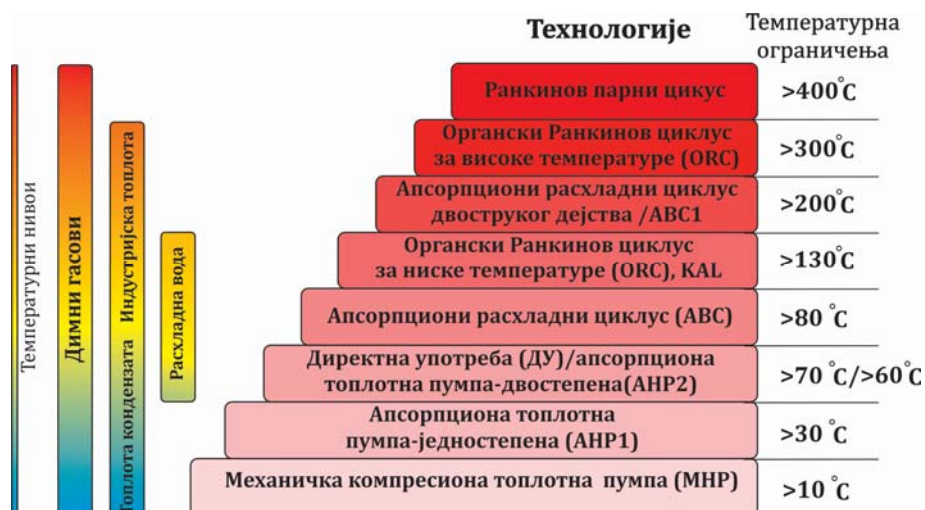 Технологије
Температурна
ограничења
Ранкинов парни цикус
>400°C
Органски Ранкинов циклус
за високе температуре (ORC)
>300°C
Апсорпциони расхладни циклус
двоструког дејства /ABC1
>200°C
Органски Ранкинов циклус
за ниске температуре (ORC), KAL
>130°C
Апсорпциони расхладни циклус (ABC)
>80 °C
Директна употреба (ДУ)/апсорпциона
топлотна пумпа-двостепена(AHP2)
>70 °C/>60°C
Апсорпциона топлотна
пумпа-једностепена (AHP1)
>30 °C
Механичка компресиона топлотна пумпа (MHP)
>10 °C
Температурни нивои
Димни гасови
Топлота кондензата Индустријска топлота
Расхладна вода